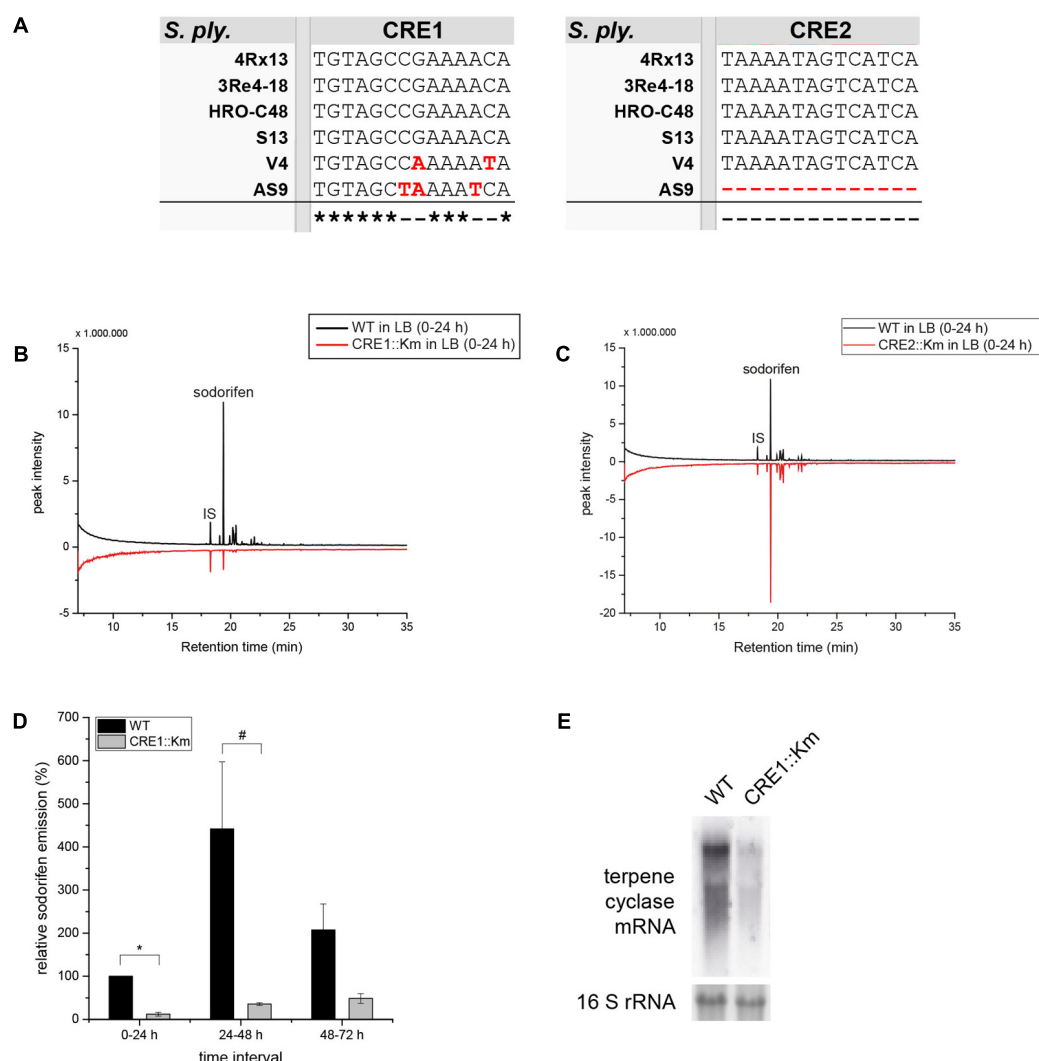 A
S. ply. CRE1
4Rx13 TGTAGCCGAAAACA
3Re4-18 TGTAGCCGAAAACA
HRO-C48 TGTAGCCGAAAACA
S13 TGTAGCCGAAAACA
V4 TGTAGCCAAAAATA
AS9 TGTAGCTAAAATCA
******--***--*
S. ply. CRE2
4Rx13 TAAAATAGTCATCA
3Re4-18 TAAAATAGTCATCA
HRO-C48 TAAAATAGTCATCA
S13 TAAAATAGTCATCA
V4 TAAAATAGTCATCA
AS9 --------------
--------------
B
x 1.000.000
WT in LB (0-24 h)
CRE1::Km in LB (0-24 h)
sodorifen
IS
peak intensity
15
10
5
0
-5
10 15 20 25 30 35
Retention time (min)
C
x 1.000.000
WT in LB (0-24 h)
CRE2::Km in LB (0-24 h)
sodorifen
IS
peak intensity
15
10
5
0
-5
-10
-15
-20
10 15 20 25 30 35
Retention time (min)
D
WT
CRE1::Km
relative sodorifen emission (%)
700
600
500
400
300
200
100
0
*
#
0-24 h 24-48 h 48-72 h
time interval
E
WT CRE1::Km
terpene
cyclase
mRNA
16 S rRNA